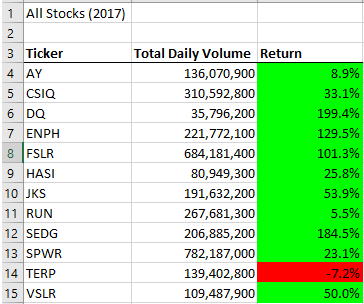 1 All Stocks (2017)
2
3 Ticker Total Daily Volume Return
4 AY 136,070,900 8.9%
5 CSIQ 310,592,800 33.1%
6 DQ 35,796,200 199.4%
7 ENPH 221,772,100 129.5%
8 FSLR 684,181,400 101.3%
9 HASI 80,949,300 25.8%
10 JKS 191,632,200 53.9%
11 RUN 267,681,300 5.5%
12 SEDG 206,885,200 184.5%
13 SPWR 782,187,000 23.1%
14 TERP 139,402,800 -7.2%
15 VSLR 109,487,900 50.0%